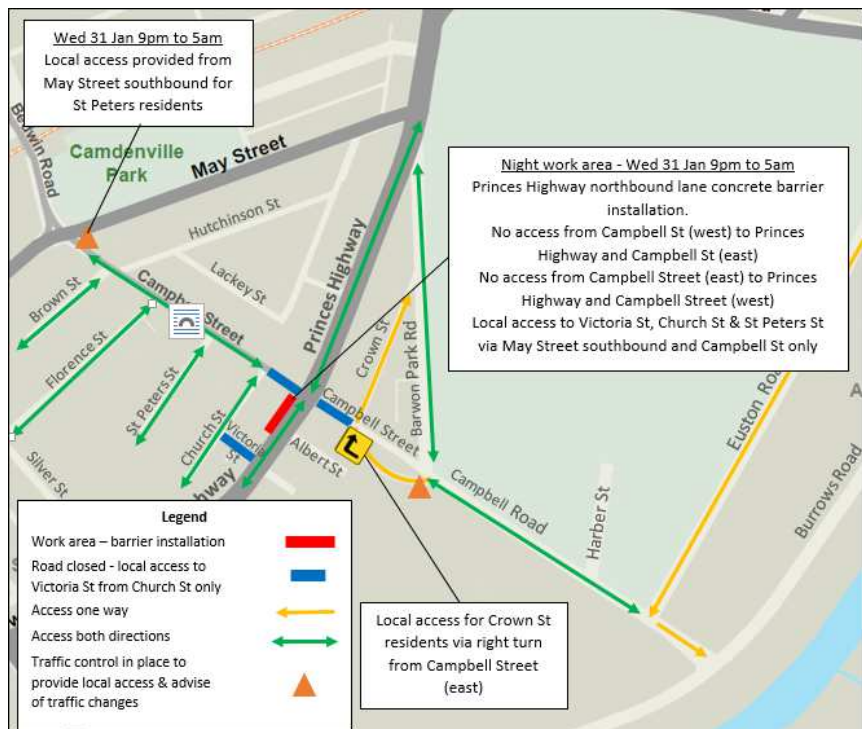 Wed 31 Jan 9pm to 5am
Local access provided from
May Street southbound for
St Peters residents
Bedwin Road
Camdenville
Park
May Street
Hutchinson St
Lackey St
Princes Highway
Night work area - Wed 31 Jan 9pm to 5am
Princes Highway northbound lane concrete barrier
installation.
No access from Campbell St (west) to Princes
Highway and Campbell St (east)
No access from Campbell Street (east) to Princes
Highway and Campbell Street (west)
Local access to Victoria St, Church St & St Peters St
via May Street southbound and Campbell St only
Brown St
Florence St
St Peters St
Church St
Victoria
St
Silver St
Street
Crown St
Barwon Park Rd
Campbell Street
Albert St
Campbell Road
Harber St
Euston Road
Burrows Road
A
ghway
Legend
Work area – barrier installation
Road closed - local access to
Victoria St from Church St only
Access one way
Access both directions
Traffic control in place to
provide local access & advise
of traffic changes
Local access for Crown St
residents via right turn
from Campbell Street
(east)